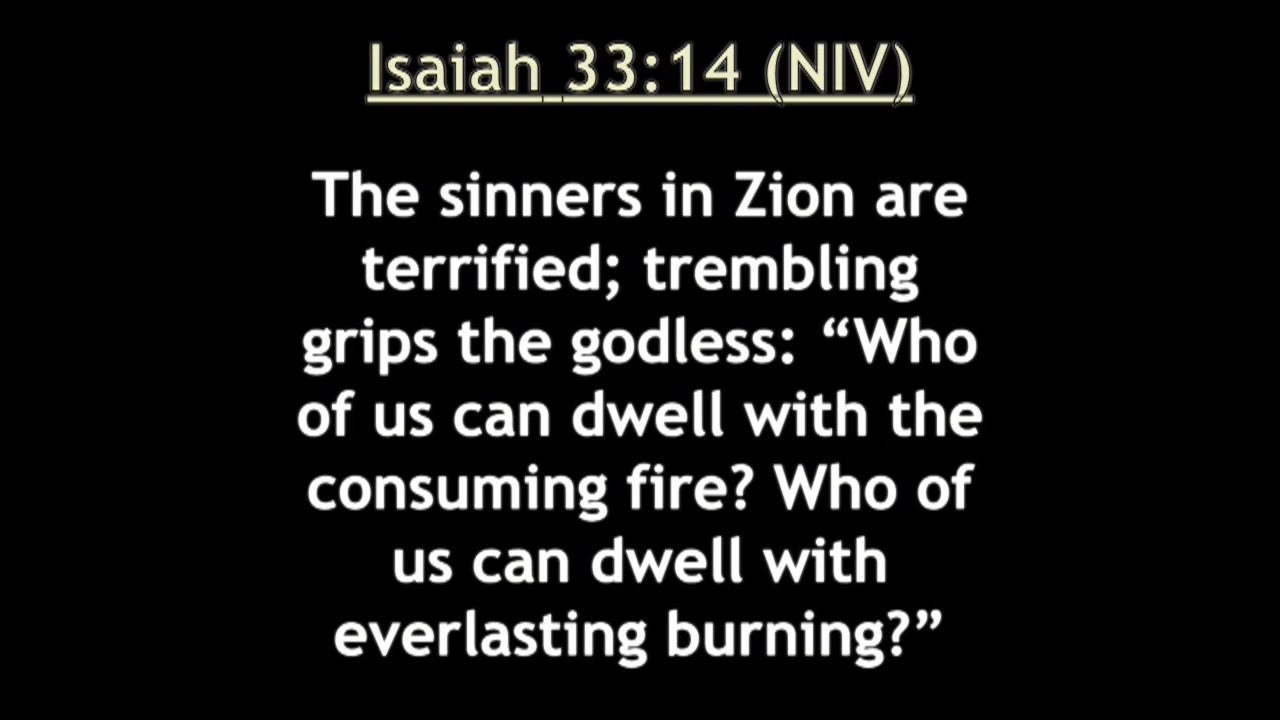 Isaiah 33:14 (NIV)
The sinners in Zion are
terrified; trembling
grips the godless: “Who
of us can dwell with the
consuming fire? Who of
us can dwell with
everlasting burning?”